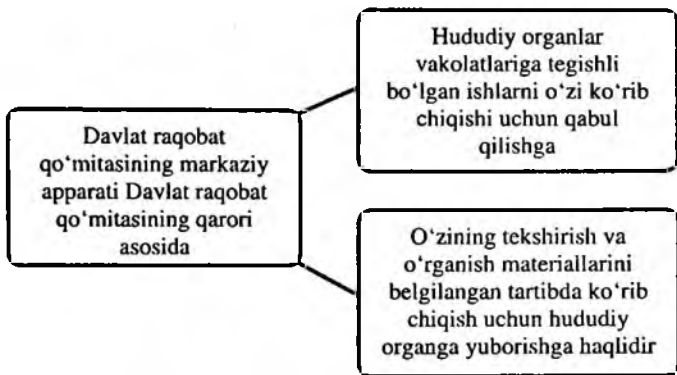 Davlat raqobat
qo‘mitasining markaziy
apparati Davlat raqobat
qo‘mitasining qarori
asosida
Hududiy organlar
vakolatlariga tegishli
bo‘lgan ishlarni o‘zi ko‘rib
chiqishi uchun qabul
qilishga
O‘zining tekshirish va
o‘rganish materiallarini
belgilangan tartibda ko‘rib
chiqish uchun hududiy
organga yuborishga haqlidir